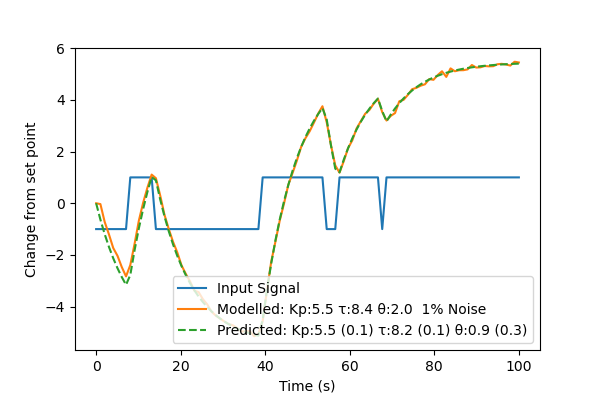 6
4
2
0
−2
−4
Change from set point
Input Signal
Modelled: Kp:5.5 τ:8.4 θ:2.0  1% Noise
Predicted: Kp:5.5 (0.1) τ:8.2 (0.1) θ:0.9 (0.3)
0 20 40 60 80 100
Time (s)